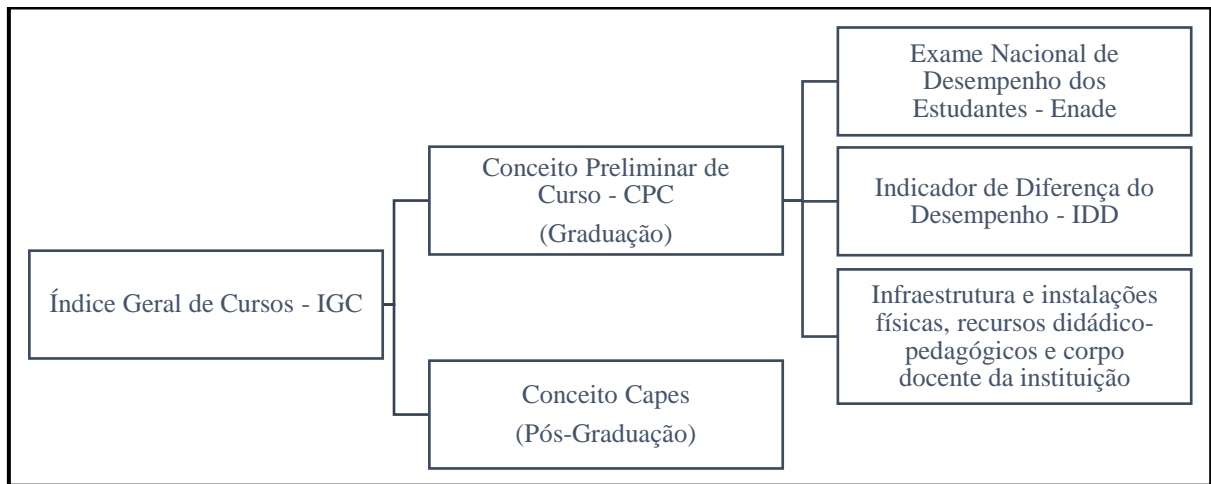 Índice Geral de Cursos - IGC
Conceito Preliminar de
Curso - CPC
(Graduação)
Conceito Capes
(Pós-Graduação)
Exame Nacional de
Desempenho dos
Estudantes - Enade
Indicador de Diferença do
Desempenho - IDD
Infraestrutura e instalações
físicas, recursos didádico-
pedagógicos e corpo
docente da instituição